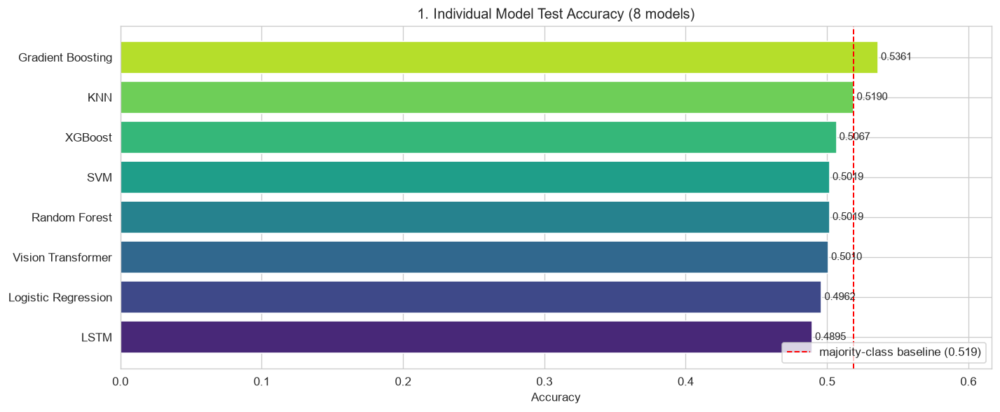 1. Individual Model Test Accuracy (8 models)
Gradient Boosting 0.5361
KNN 0.5190
XGBoost 0.5067
SVM 0.5019
Random Forest 0.5019
Vision Transformer 0.5010
Logistic Regression 0.4962
LSTM 0.4895
majority-class baseline (0.519)
0.0 0.1 0.2 0.3 0.4 0.5 0.6
Accuracy